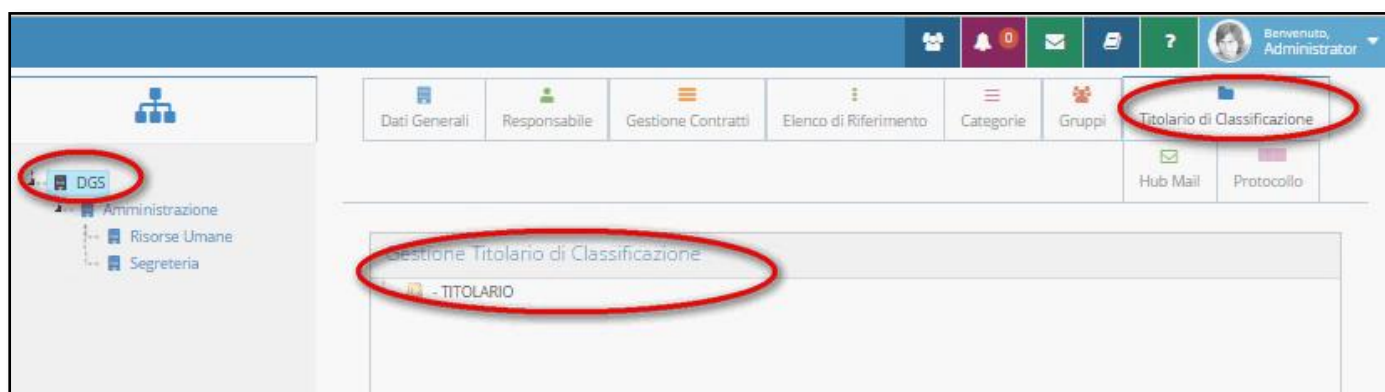 0
?
Benvenuto,
Administrator
Dati Generali
Responsabile
Gestione Contratti
Elenco di Riferimento
Categorie
Gruppi
Titolario di Classificazione
Hub Mail
Protocollo
DGS
Amministrazione
Risorse Umane
Segreteria
Gestione Titolario di Classificazione
- TITOLARIO